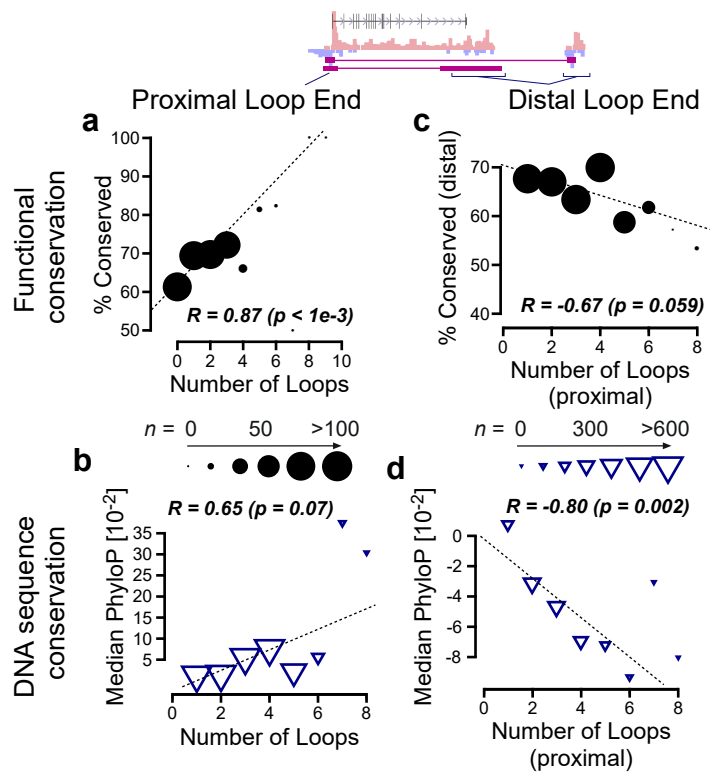 Proximal Loop End
Distal Loop End
Functional
conservation
a
% Conserved
100
90
80
70
60
50
R = 0.87 (p < 1e-3)
0 2 4 6 8 10
Number of Loops
c
% Conserved (distal)
70
60
50
40
R = -0.67 (p = 0.059)
0 2 4 6 8
Number of Loops
(proximal)
DNA sequence
conservation
n = 0 50 >100
b
R = 0.65 (p = 0.07)
Median PhyloP [10-2]
35
30
25
20
15
10
5
0 2 4 6 8
Number of Loops
n = 0 300 >600
d
R = -0.80 (p = 0.002)
Median PhyloP [10-2]
0
-2
-4
-6
-8
0 2 4 6 8
Number of Loops
(proximal)